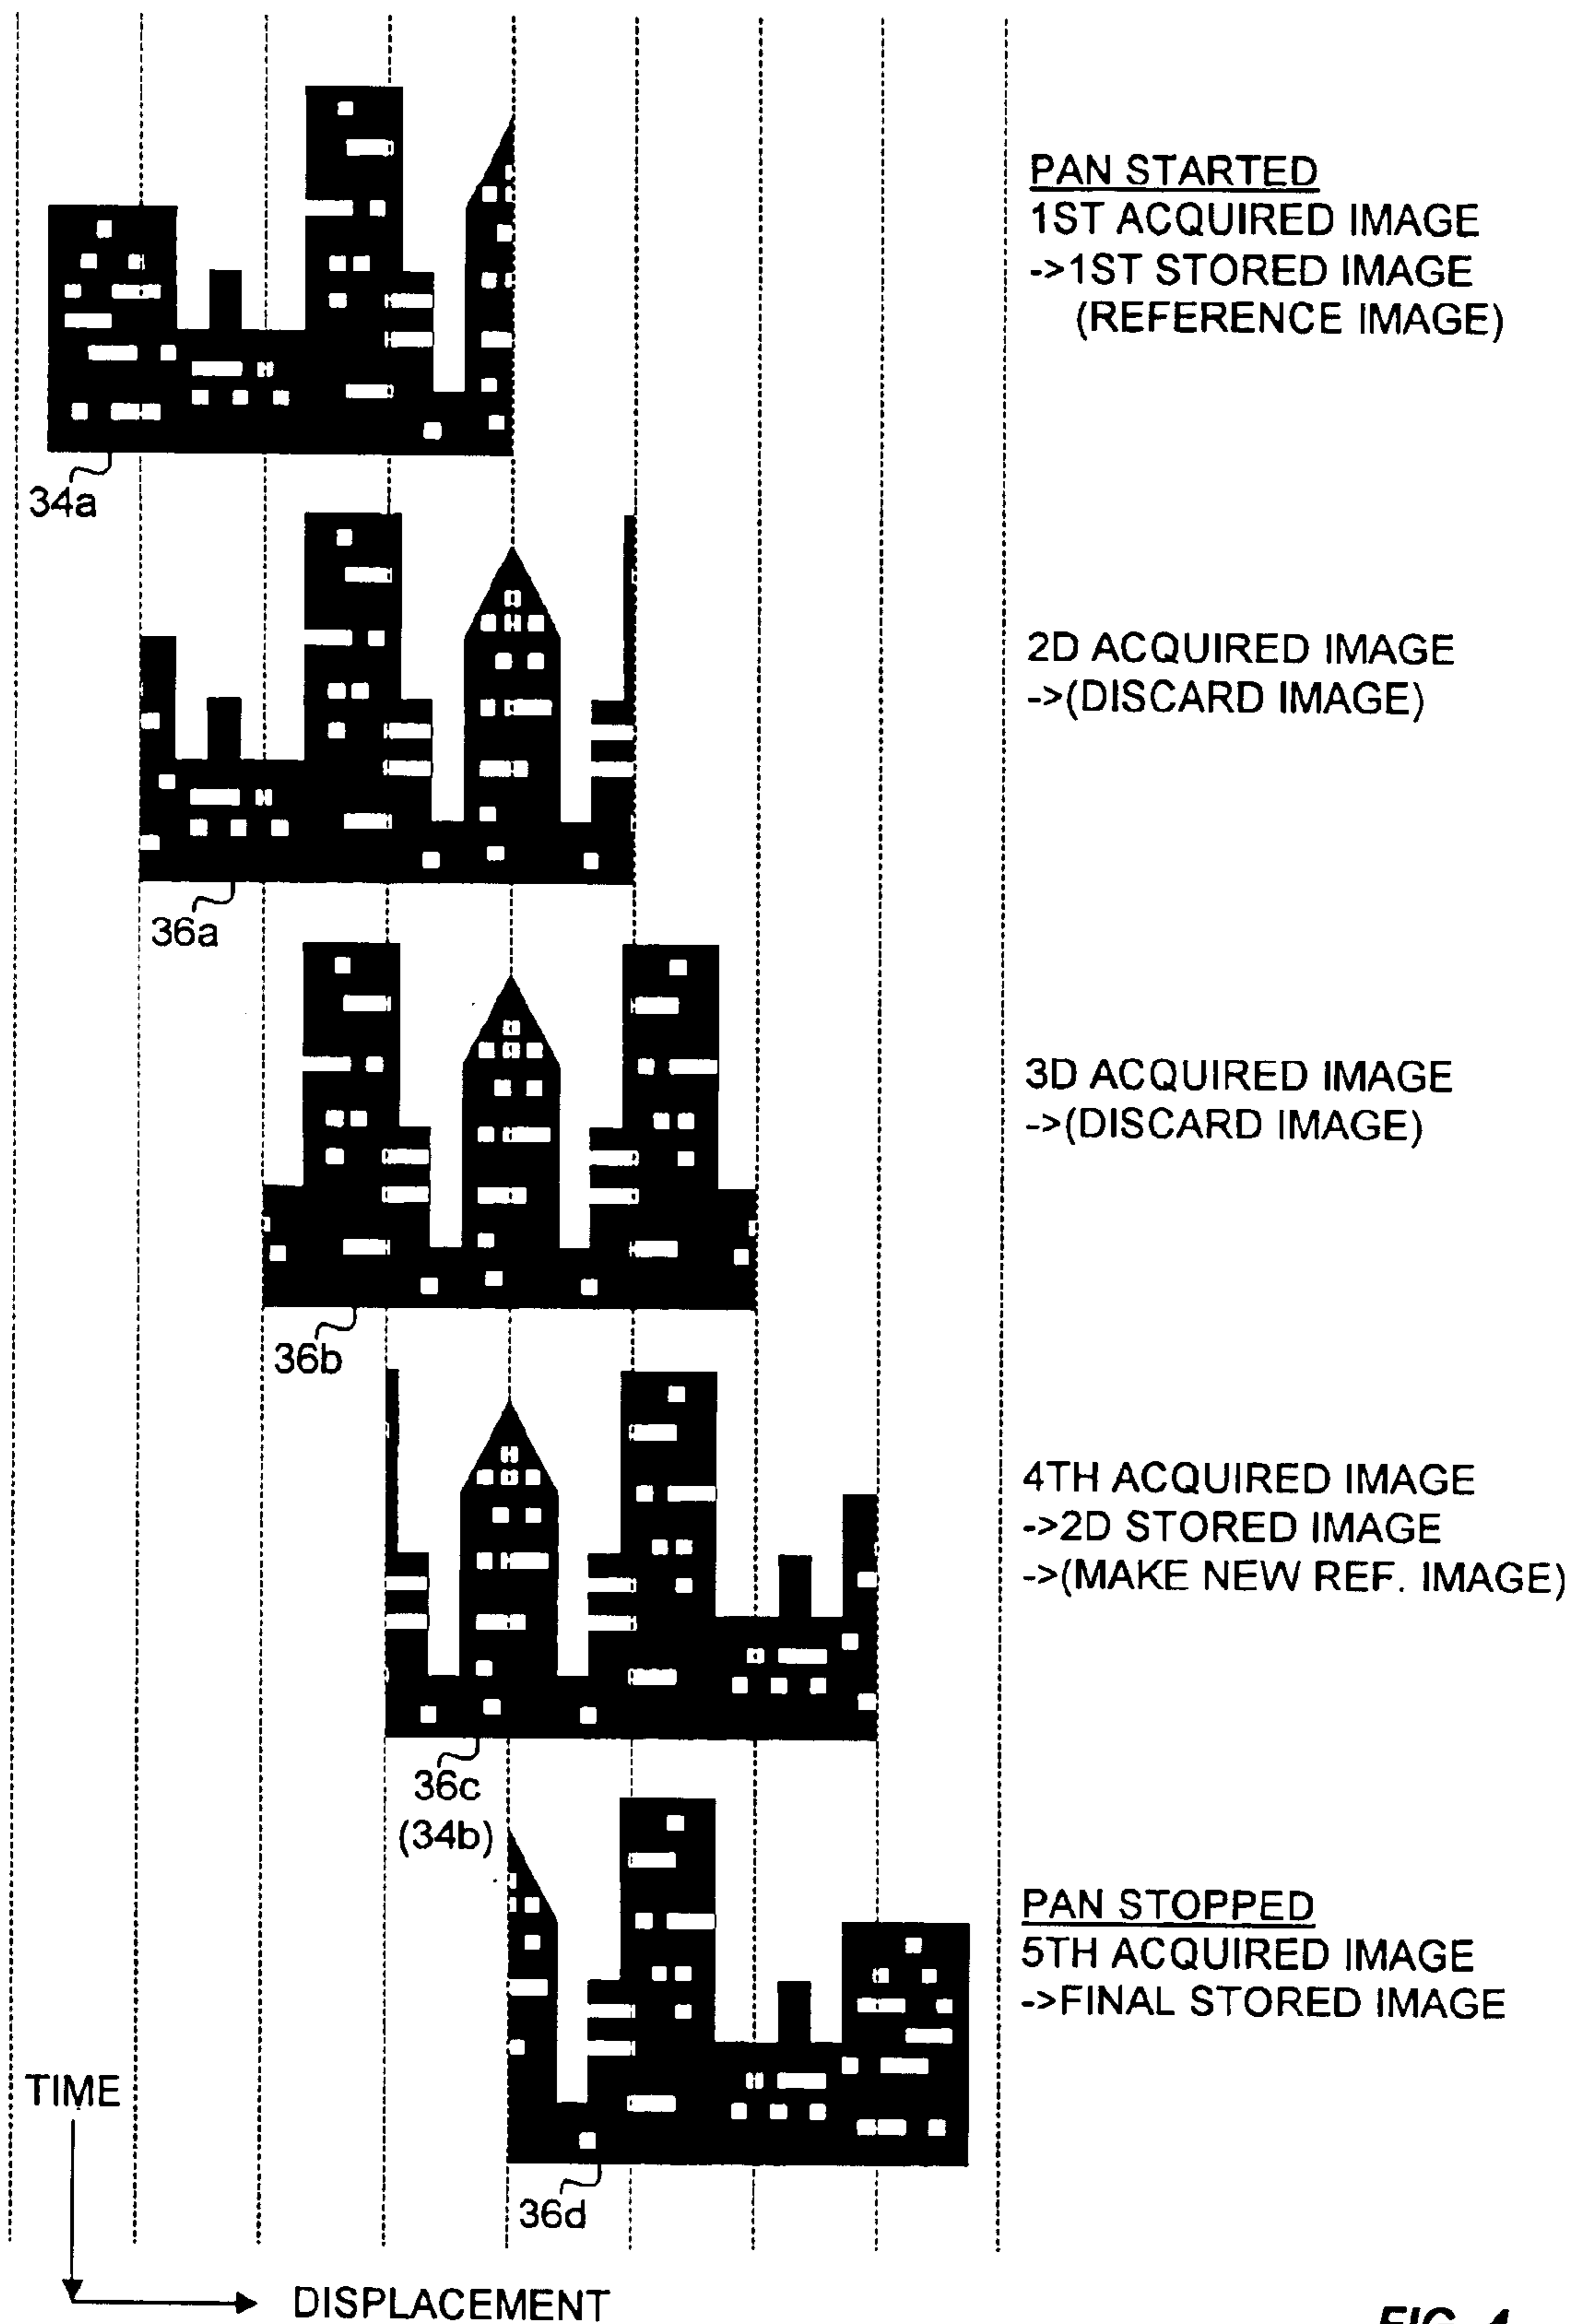 PAN STARTED
1ST ACQUIRED IMAGE
->1ST STORED IMAGE
(REFERENCE IMAGE)
34a
2D ACQUIRED IMAGE
->(DISCARD IMAGE)
36a
3D ACQUIRED IMAGE
->(DISCARD IMAGE)
36b
4TH ACQUIRED IMAGE
->2D STORED IMAGE
->(MAKE NEW REF. IMAGE)
36c
(34b)
PAN STOPPED
5TH ACQUIRED IMAGE
->FINAL STORED IMAGE
36d
TIME
DISPLACEMENT
FIG. 4